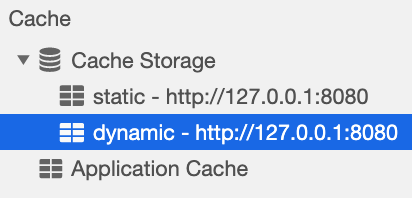 Cache
Cache Storage
static - http://127.0.0.1:8080
dynamic - http://127.0.0.1:8080
Application Cache